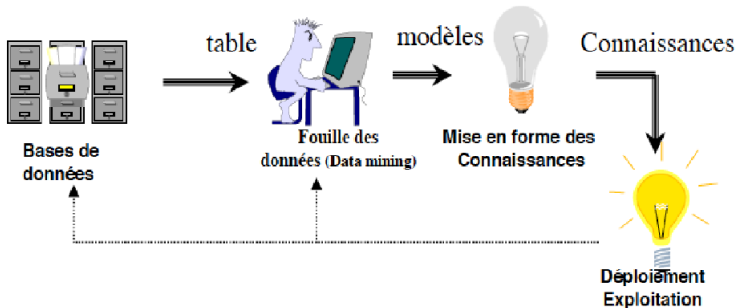 table
modèles
Connaissances
Bases de
données
Fouille des
données (Data mining)
Mise en forme des
Connaissances
Déploiement
Exploitation